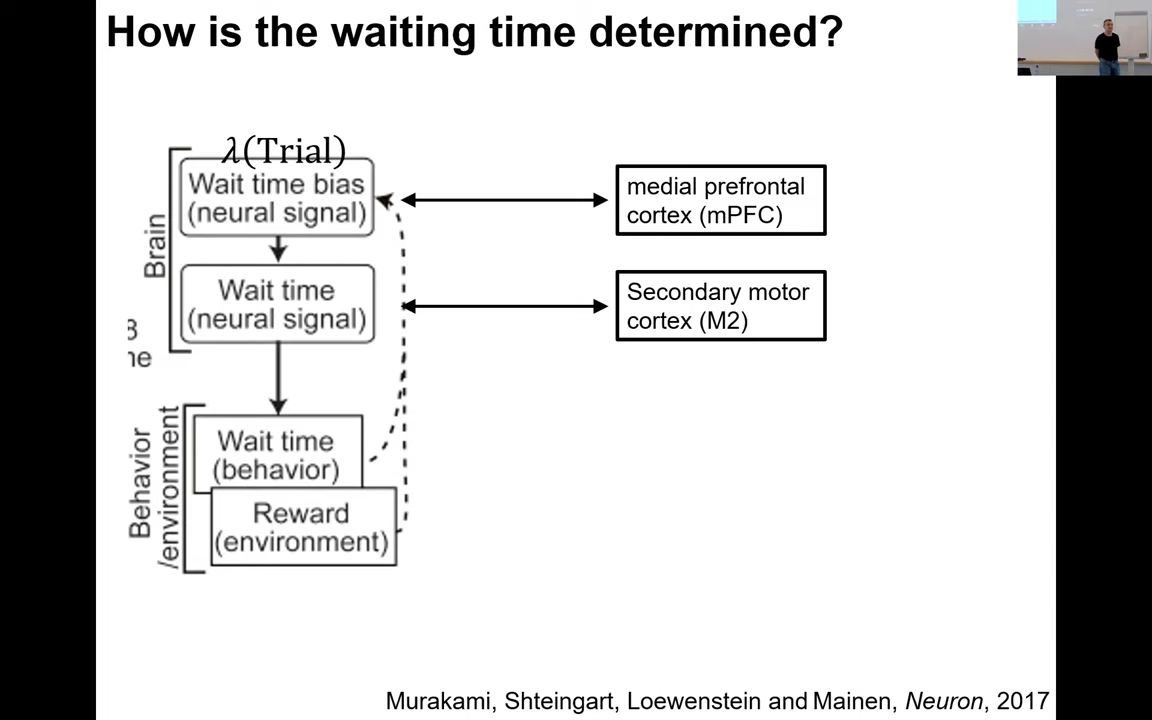 How is the waiting time determined?
λ(Trial)
Wait time bias
(neural signal)
medial prefrontal
cortex (mPFC)
Brain
Wait time
(neural signal)
Secondary motor
cortex (M2)
Behavior
/environment
Wait time
(behavior)
Reward
(environment)
Murakami, Shteingart, Loewenstein and Mainen, Neuron, 2017